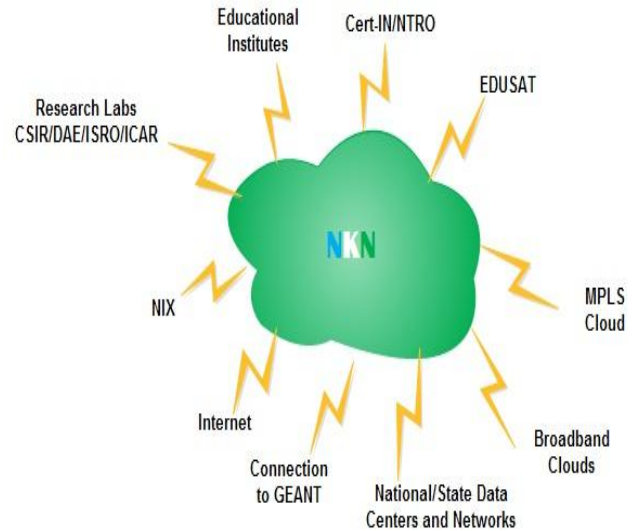 Educational
Institutes
Cert-IN/NTRO
EDUSAT
Research Labs
CSIR/DAE/ISRO/ICAR
NKN
NIX
MPLS
Cloud
Internet
Broadband
Clouds
Connection
to GEANT
National/State Data
Centers and Networks